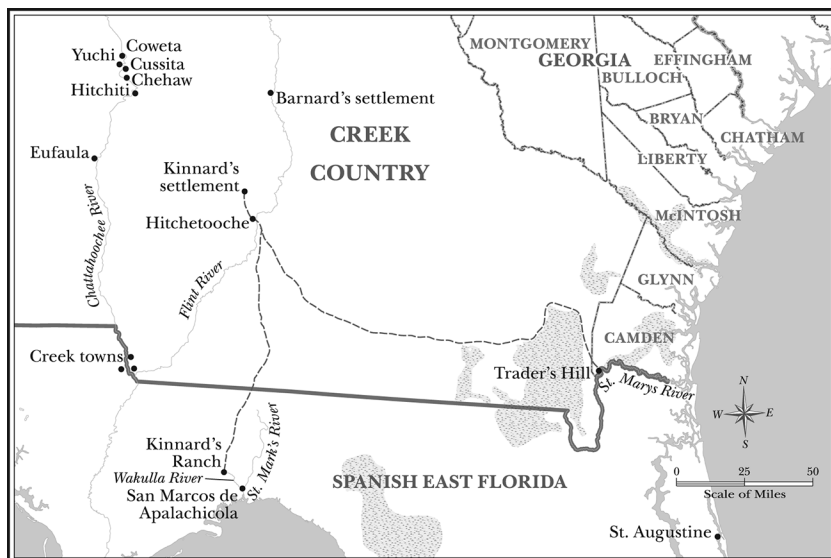 MONTGOMERY
GEORGIA
EFFINGHAM
BULLOCH
BRYAN
CHATHAM
LIBERTY
McINTOSH
GLYNN
CAMDEN
Coweta
Yuchi
Cussita
Chehaw
Hitchiti
Barnard's settlement
CREEK
COUNTRY
Eufaula
Kinnard's
settlement
Hitchetooche
Chattahoochee River
Flint River
Creek towns
Trader's Hill
St. Marys River
N
W
E
S
Kinnard's
Ranch
Wakulla River
St. Mark's River
San Marcos de
Apalachicola
SPANISH EAST FLORIDA
0
25
50
Scale of Miles
St. Augustine